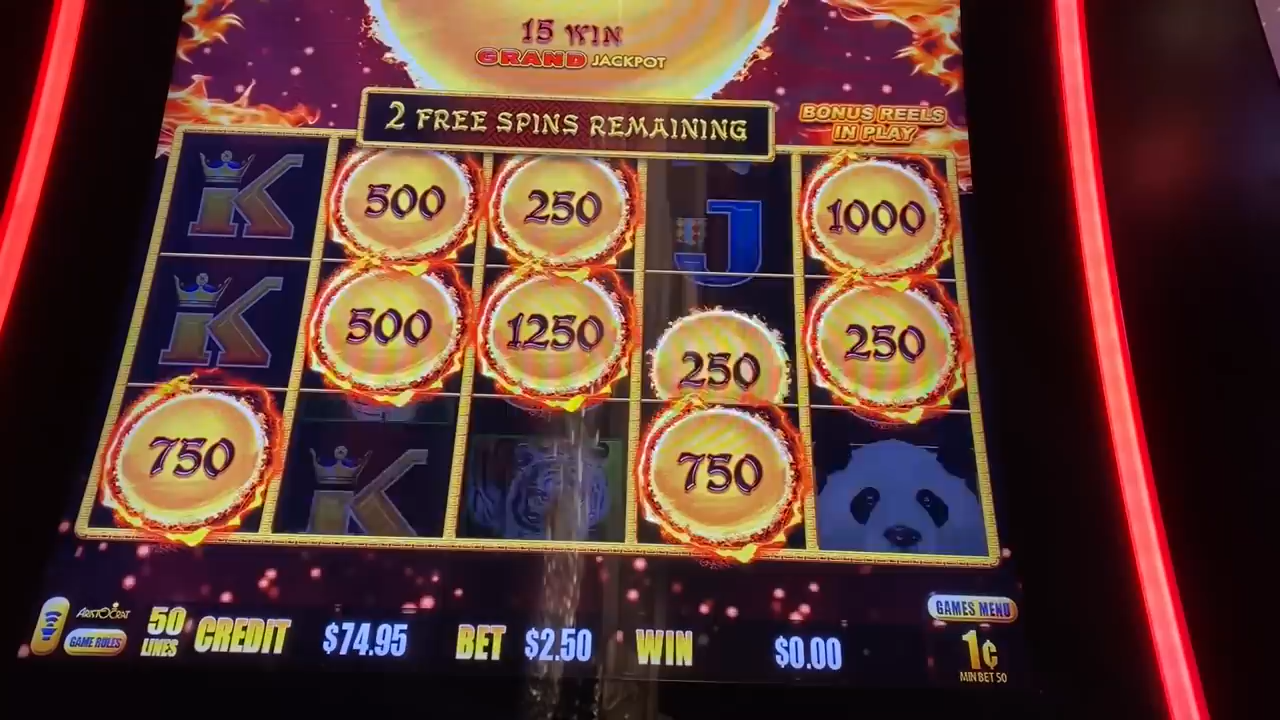 15 WIN
GRAND JACKPOT
2 FREE SPINS REMAINING
BONUS REELS
IN PLAY
K 500 250 J 1000
K 500 1250 250 250
750 K 750
ARISTOCRAT
GAME RULES
50
LINES
CREDIT $74.95 BET $2.50 WIN $0.00
GAMES MENU
1¢
MIN BET 50